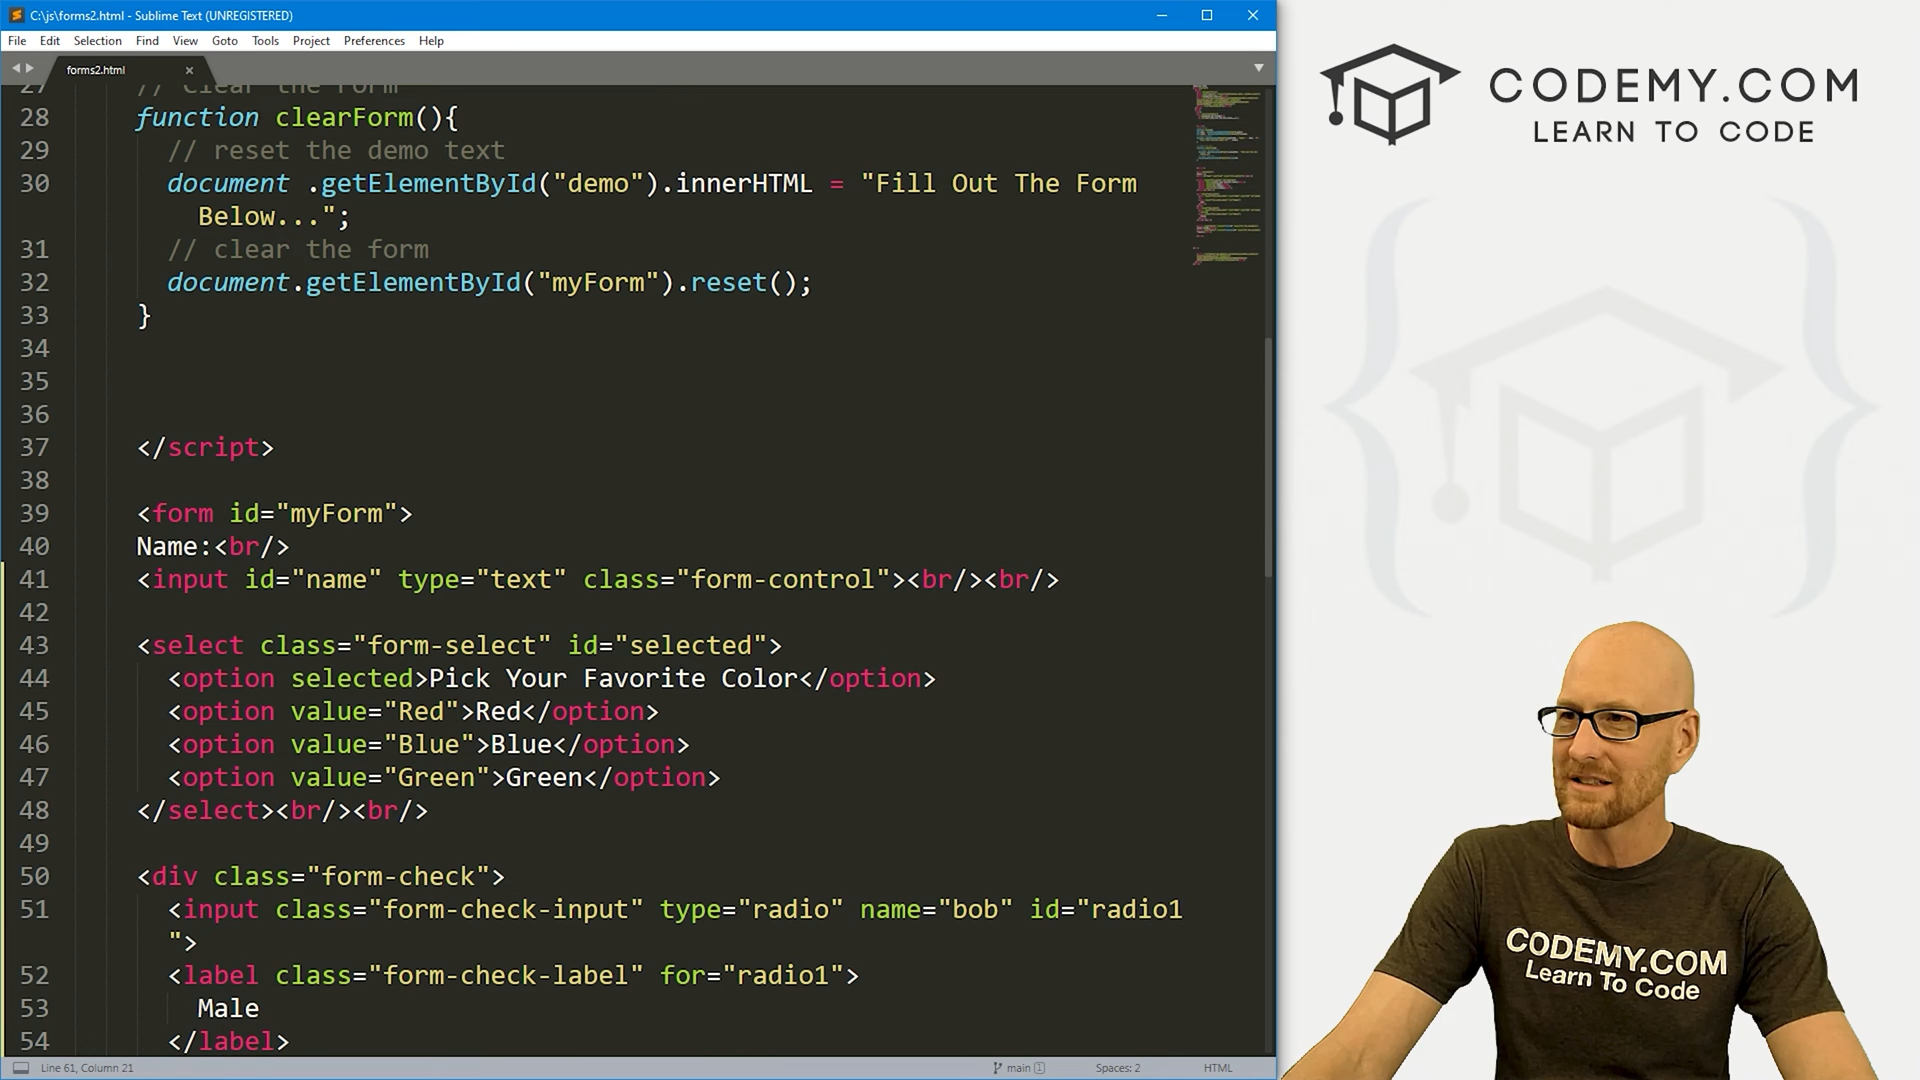 C:\js\forms2.html - Sublime Text (UNREGISTERED)
File Edit Selection Find View Goto Tools Project Preferences Help
forms2.html
27 // Clear the form
28 function clearForm(){
29 // reset the demo text
30 document .getElementById("demo").innerHTML = "Fill Out The Form
Below...";
31 // clear the form
32 document.getElementById("myForm").reset();
33 }
34
35
36
37 </script>
38
39 <form id="myForm">
40 Name:<br/>
41 <input id="name" type="text" class="form-control"><br/><br/>
42
43 <select class="form-select" id="selected">
44 <option selected>Pick Your Favorite Color</option>
45 <option value="Red">Red</option>
46 <option value="Blue">Blue</option>
47 <option value="Green">Green</option>
48 </select><br/><br/>
49
50 <div class="form-check">
51 <input class="form-check-input" type="radio" name="bob" id="radio1
">
52 <label class="form-check-label" for="radio1">
53 Male
54 </label>
Line 61, Column 21
main 1
Spaces: 2
HTML
CODEMY.COM
LEARN TO CODE
CODEMY.COM
Learn To Code